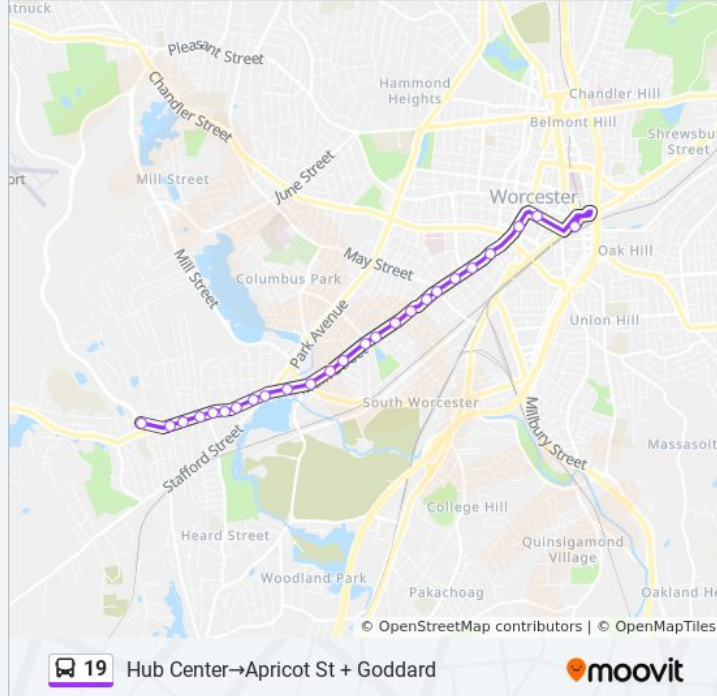 atnuck
Pleasant Street
Chandler Street
Hammond
Heights
Chandler Hill
Belmont Hill
Shrewsbu
Street
June Street
ort
Mill Street
Worcester
May Street
Oak Hill
Mill Street
Columbus Park
Park Avenue
Union Hill
South Worcester
Millbury Street
Stafford Street
Massasoit
College Hill
Heard Street
Quinsigamond
Village
Woodland Park
Pakachoag
Oakland He
© OpenStreetMap contributors | © OpenMapTiles
19 Hub Center→Apricot St + Goddard
moovit